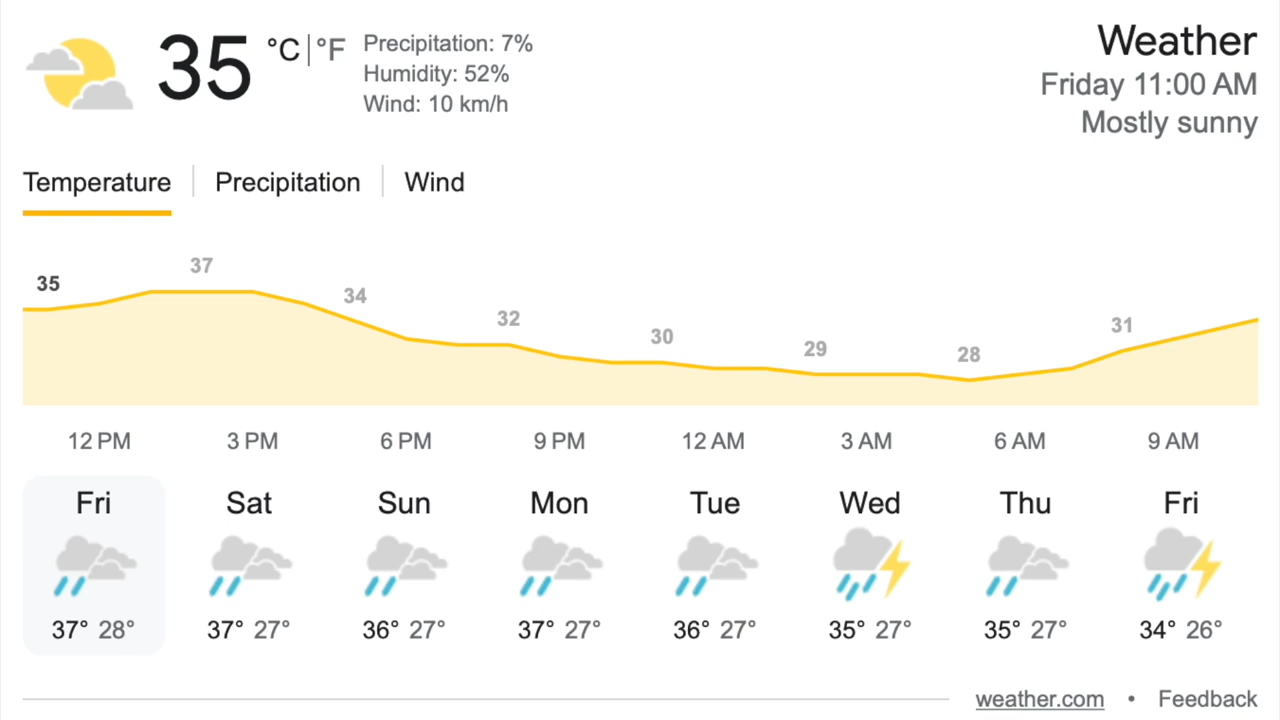 35 °C | °F
Precipitation: 7%
Humidity: 52%
Wind: 10 km/h
Weather
Friday 11:00 AM
Mostly sunny
Temperature | Precipitation | Wind
35 37 34 32 30 29 28 31
12 PM 3 PM 6 PM 9 PM 12 AM 3 AM 6 AM 9 AM
Fri Sat Sun Mon Tue Wed Thu Fri
37° 28° 37° 27° 36° 27° 37° 27° 36° 27° 35° 27° 35° 27° 34° 26°
weather.com • Feedback